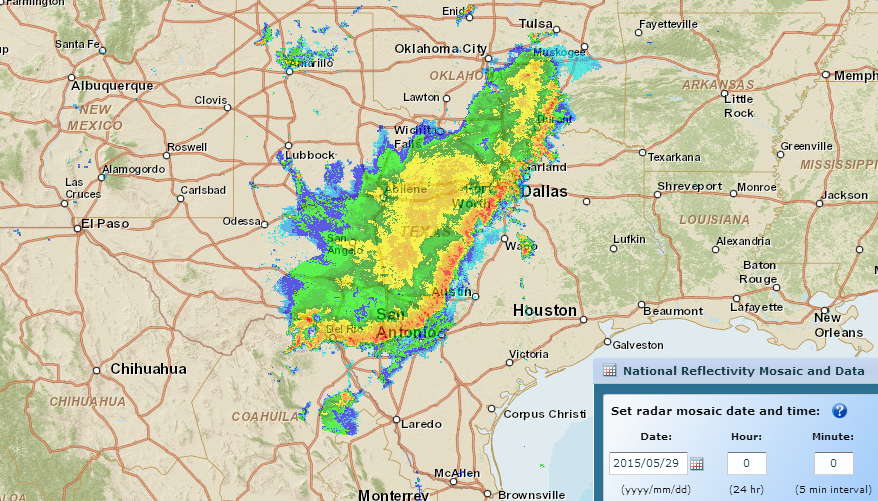 Farmington
Enid
Tulsa
Fayetteville
Santa Fe
Oklahoma City
Muskogee
Amarillo
OKLAHOMA
Albuquerque
ARKANSAS
Memph
NEW
MEXICO
Clovis
Lawton
Little
Rock
Durant
Wichita
Falls
Roswell
Lubbock
Greenville
Texarkana
MISSISSIPPI
Alamogordo
Garland
Las
Cruces
Carlsbad
Abilene
Fort
Worth
Dallas
Shreveport
Monroe
Jackson
El Paso
Odessa
TEXAS
LOUISIANA
San
Angelo
Waco
Lufkin
Alexandria
Baton
Rouge
Austin
Houston
Beaumont
Lafayette
New
Orleans
San
Antonio
Del Rio
Galveston
Victoria
Chihuahua
CHIHUAHUA
COAHUILA
Laredo
Corpus Christi
McAllen
Monterrey
Brownsville
National Reflectivity Mosaic and Data
Set radar mosaic date and time: ?
Date: Hour: Minute:
2015/05/29 0 0
(yyyy/mm/dd) (24 hr) (5 min interval)